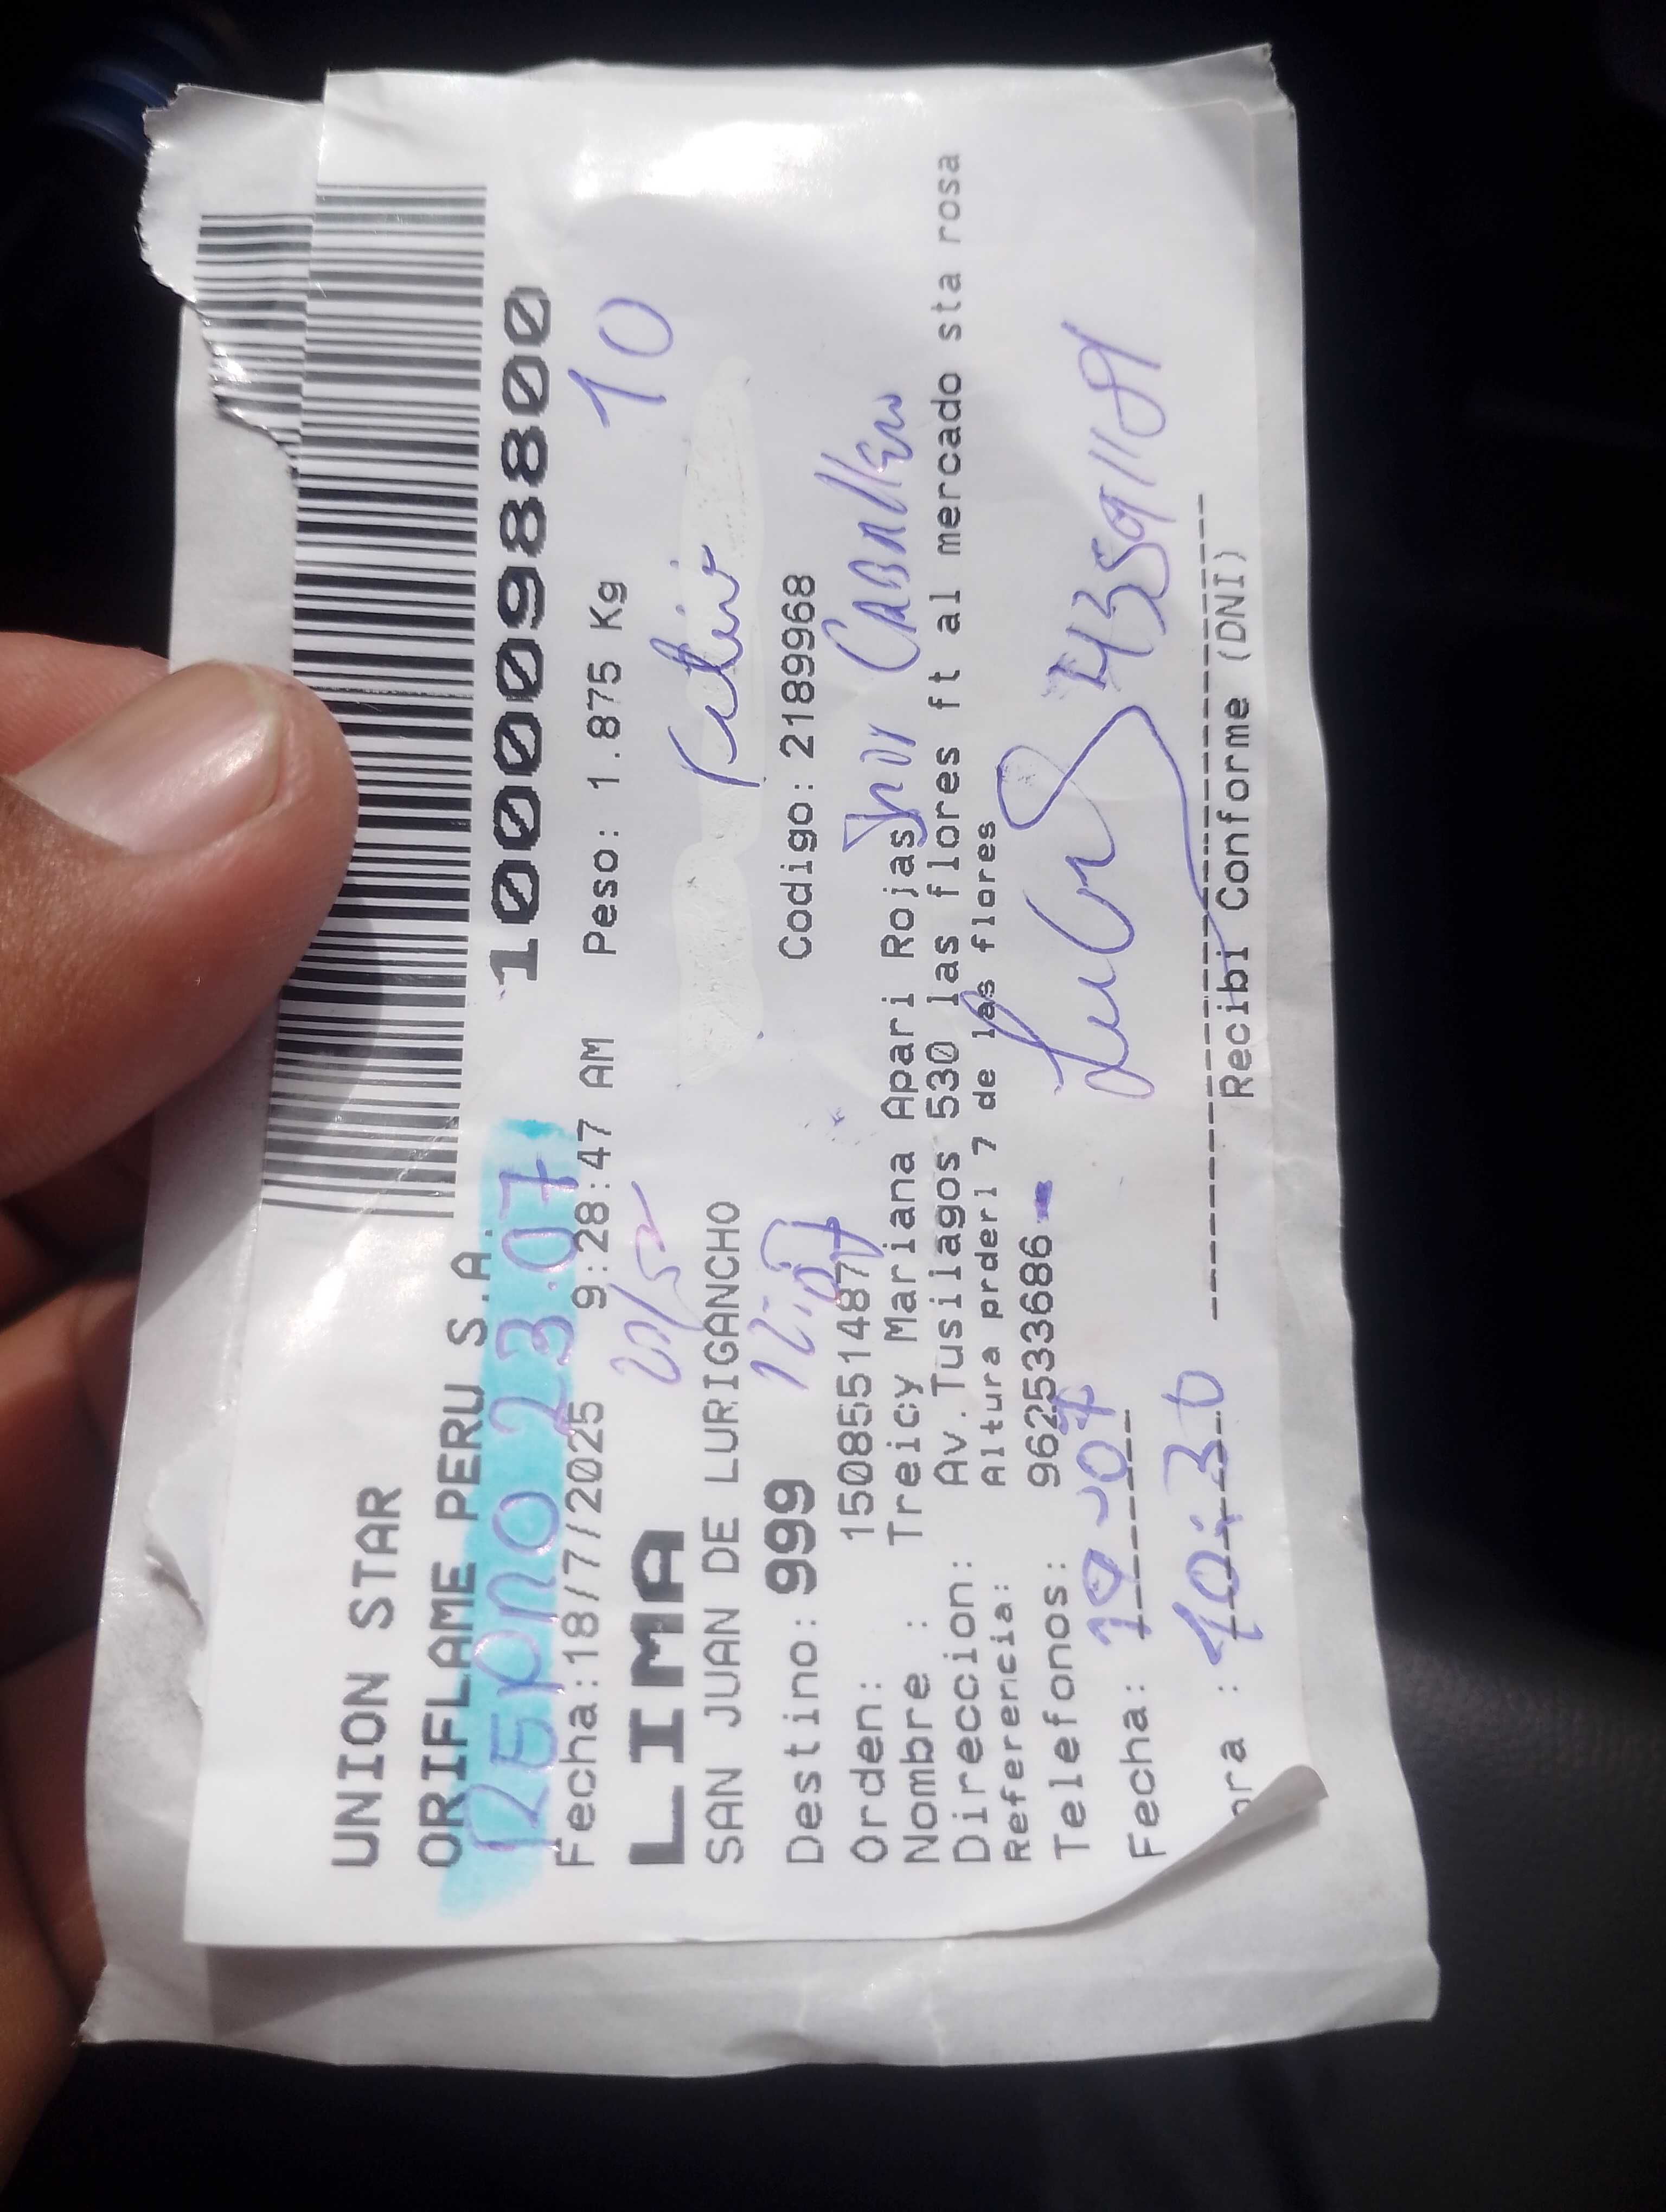 UNION STAR
ORIFLAME PERU S.A.
REPRO 23.07
1000098800
Fecha:18/7/2025 9:28:47 AM Peso: 1.875 Kg
10
LIMA
SAN JUAN DE LURIGANCHO
Destino: 999 Codigo: 2189968
Orden: 1508551487
Caballero
Nombre : Treicy Mariana Apari Rojas
Direccion: Av.Tusilagos 530 las flores ft al mercado sta rosa
Referencia: Altura prder1 7 de las flores
Telefonos: 962533686
Fecha: 19-07
ora : 10:30
Recibi Conforme (DNI)